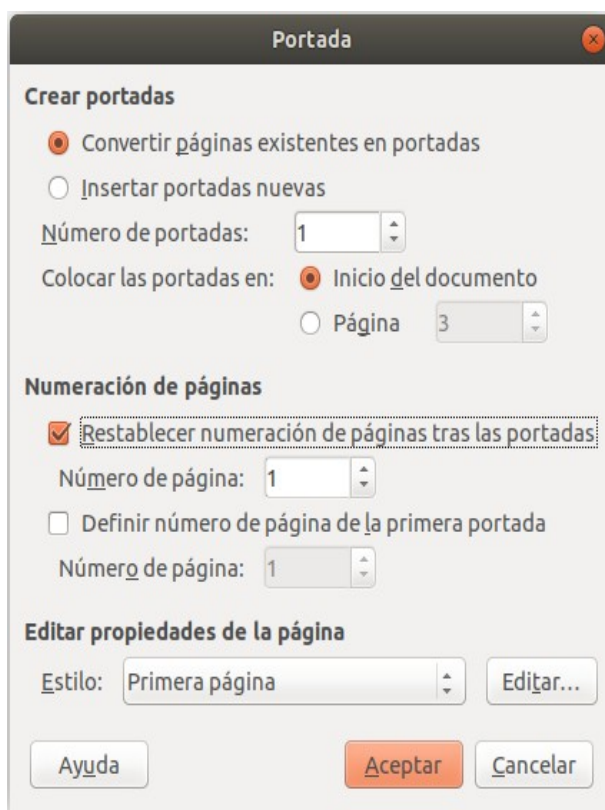 Portada
Crear portadas
Convertir páginas existentes en portadas
Insertar portadas nuevas
Número de portadas: 1
Colocar las portadas en: Inicio del documento
Página 3
Numeración de páginas
Restablecer numeración de páginas tras las portadas
Número de página: 1
Definir número de página de la primera portada
Número de página: 1
Editar propiedades de la página
Estilo: Primera página Editar...
Ayuda Aceptar Cancelar